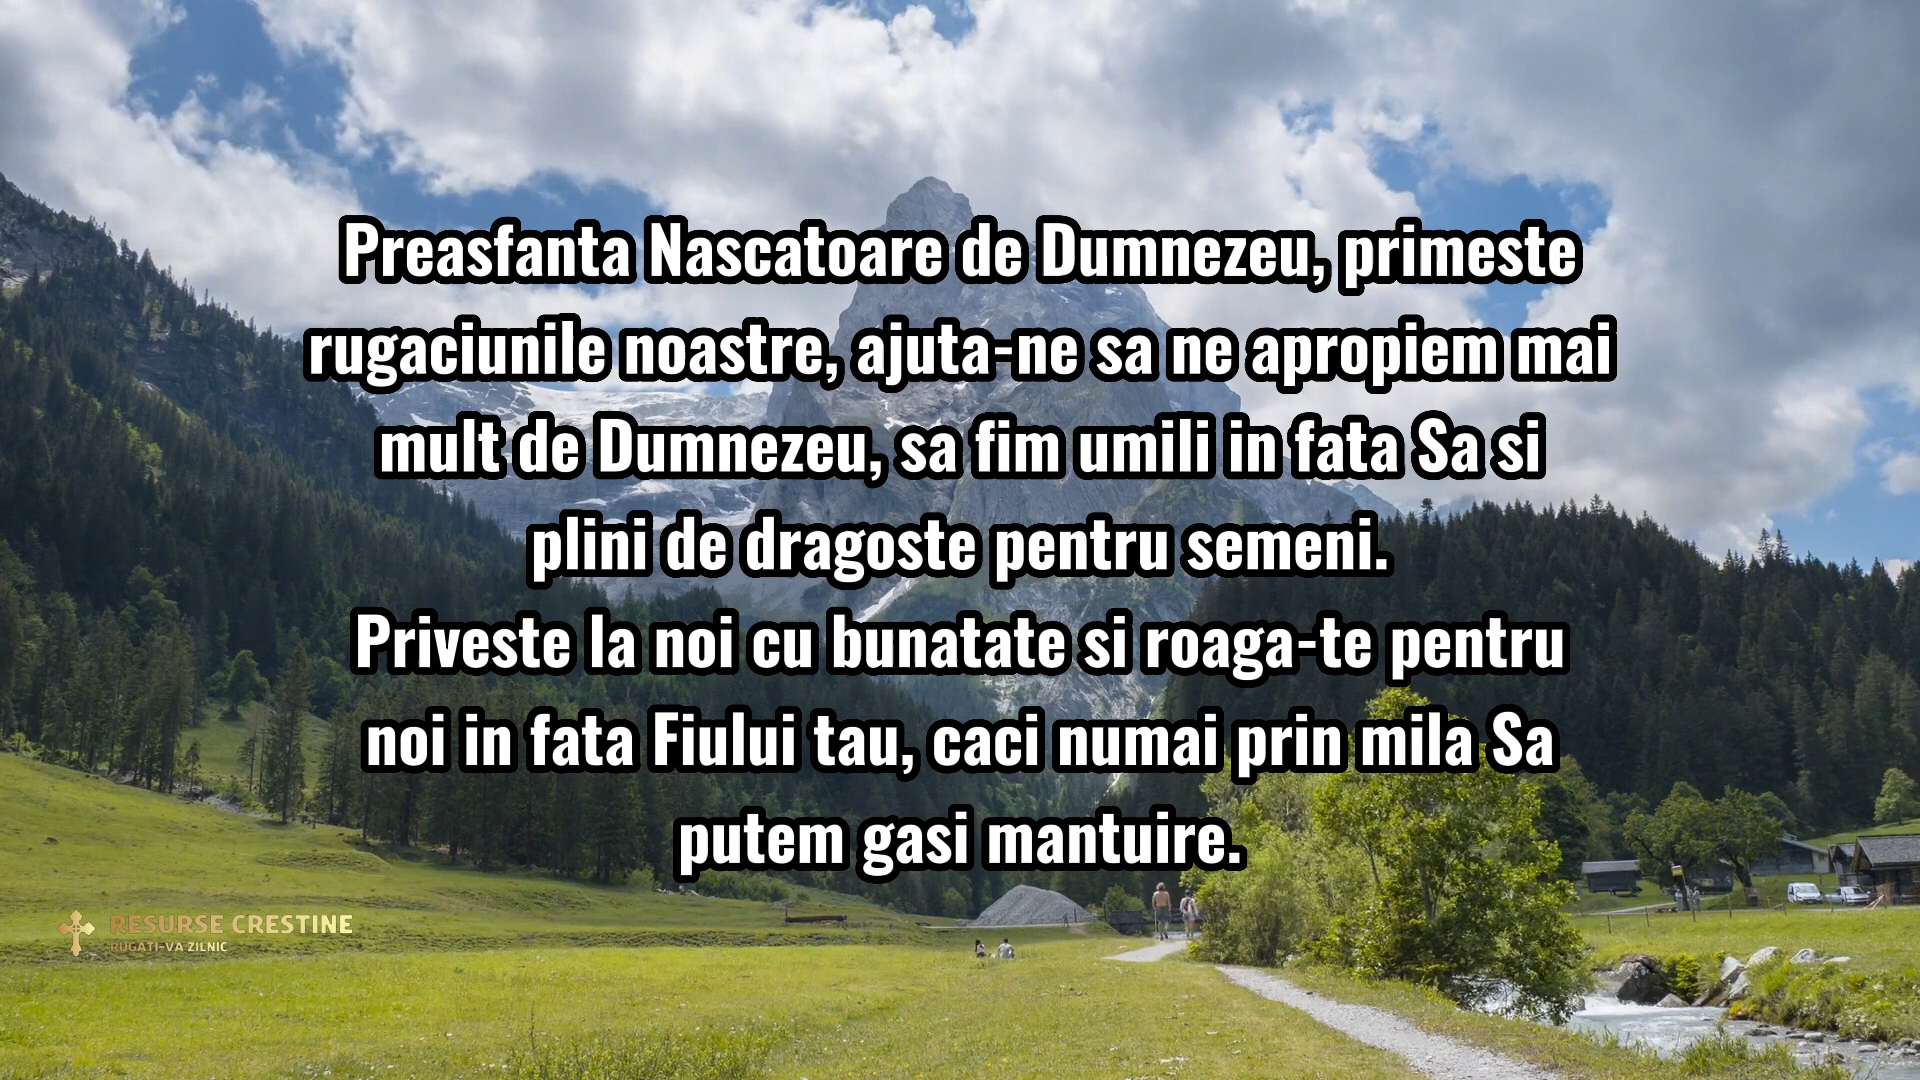 Preasfanta Nascatoare de Dumnezeu, primeste
rugaciunile noastre, ajuta-ne sa ne apropiem mai
mult de Dumnezeu, sa fim umili in fata Sa si
plini de dragoste pentru semeni.
Priveste la noi cu bunatate si roaga-te pentru
noi in fata Fiului tau, caci numai prin mila Sa
putem gasi mantuire.
RESURSE CRESTINE
RUGATI-VA ZILNIC